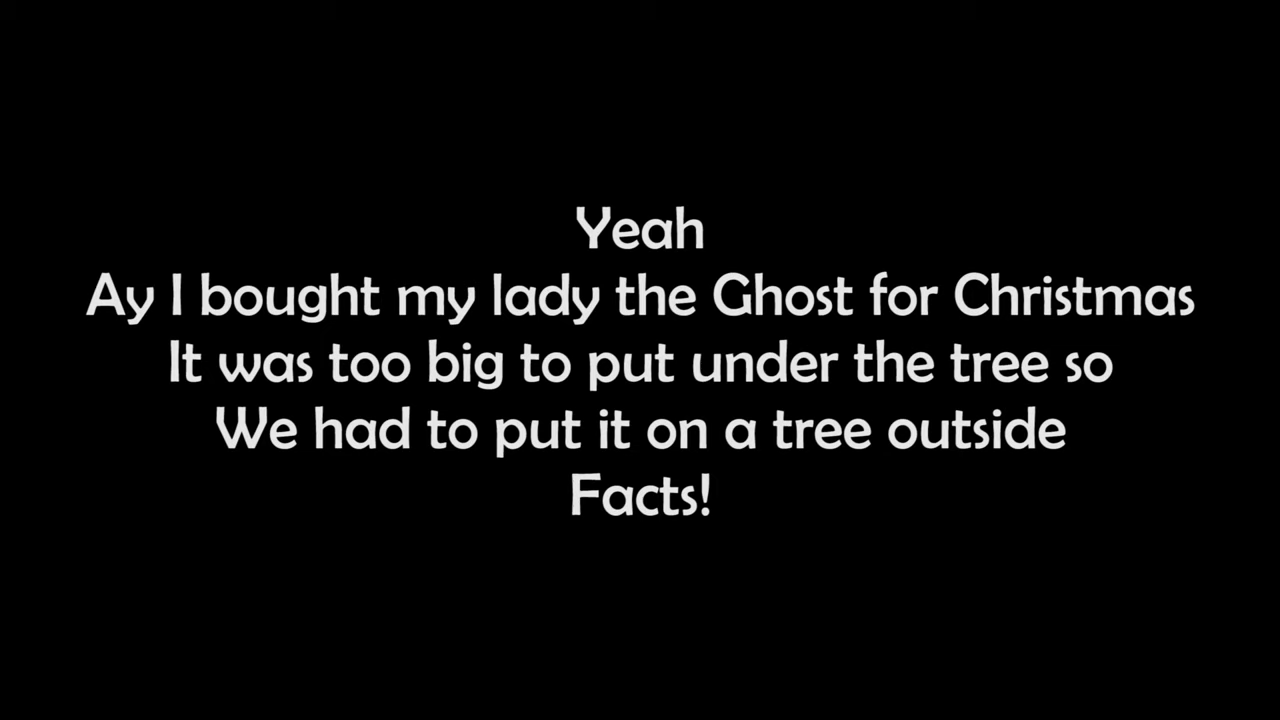 Yeah
Ay I bought my lady the Ghost for Christmas
It was too big to put under the tree so
We had to put it on a tree outside
Facts!